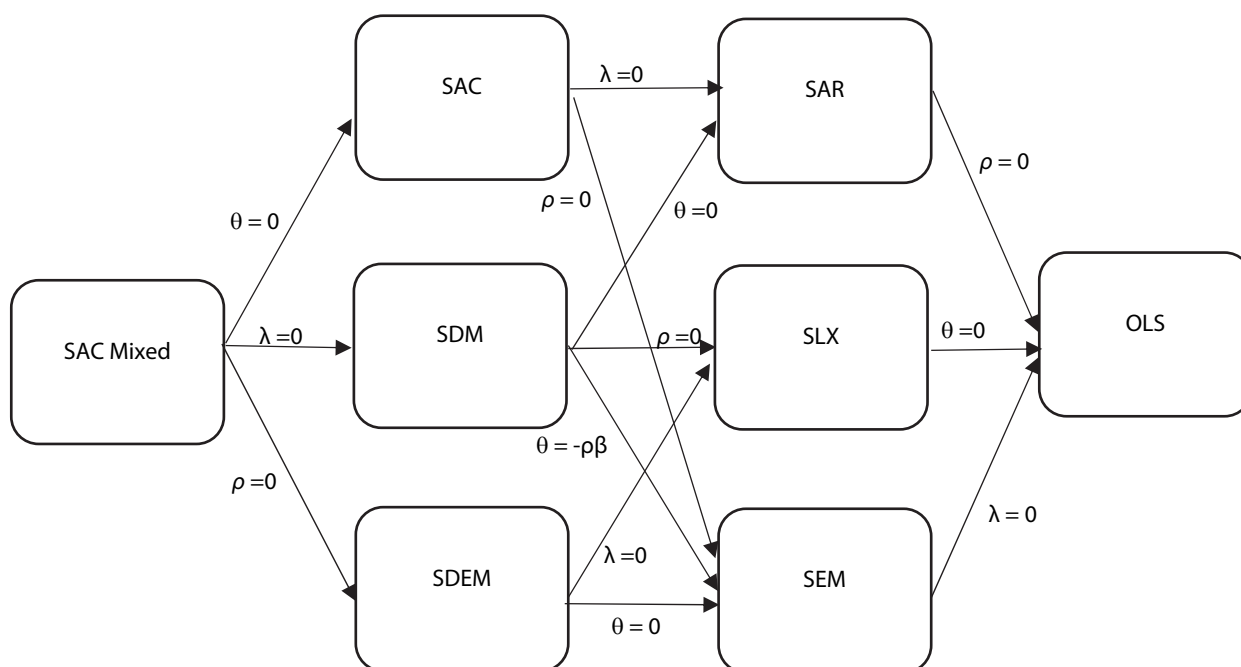 SAC
λ =0
SAR
ρ = 0
ρ = 0
θ = 0
θ =0
SAC Mixed
λ =0
SDM
ρ =0
SLX
θ =0
OLS
θ = -ρβ
ρ =0
λ =0
λ = 0
SDEM
θ = 0
SEM